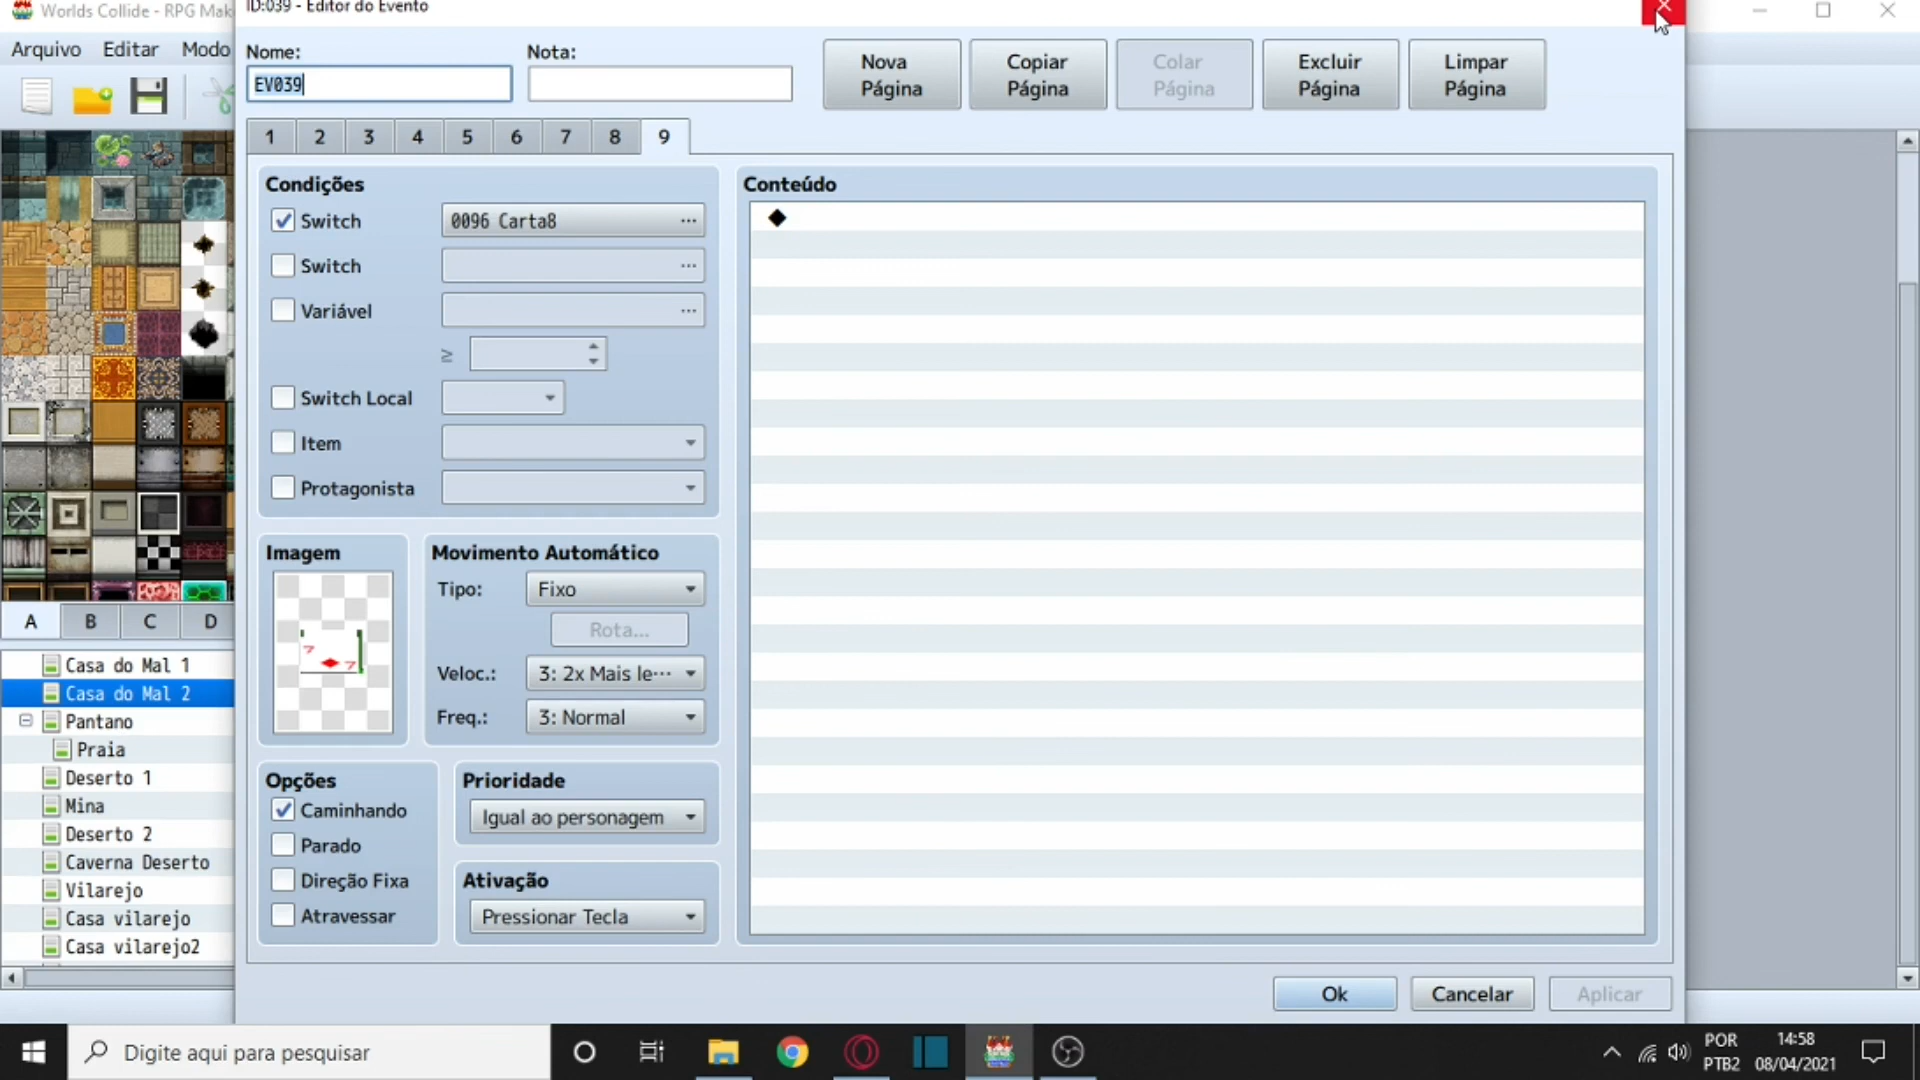 Worlds Collide - RPG Mak
ID:039 - Editor do Evento
Arquivo Editar Modo
Nome: Nota:
EV039
Nova Página
Copiar Página
Colar Página
Excluir Página
Limpar Página
1 2 3 4 5 6 7 8 9
Condições
Switch 0096 Carta8 ...
Switch ...
Variável ...
≥
Switch Local
Item
Protagonista
Imagem
7
7
Movimento Automático
Tipo: Fixo
Rota...
Veloc.: 3: 2x Mais le...
Freq.: 3: Normal
Opções
Caminhando
Parado
Direção Fixa
Atravessar
Prioridade
Igual ao personagem
Ativação
Pressionar Tecla
Conteúdo
◆
A B C D
Casa do Mal 1
Casa do Mal 2
Pantano
Praia
Deserto 1
Mina
Deserto 2
Caverna Deserto
Vilarejo
Casa vilarejo
Casa vilarejo2
Ok Cancelar Aplicar
Digite aqui para pesquisar
POR
PTB2
14:58
08/04/2021